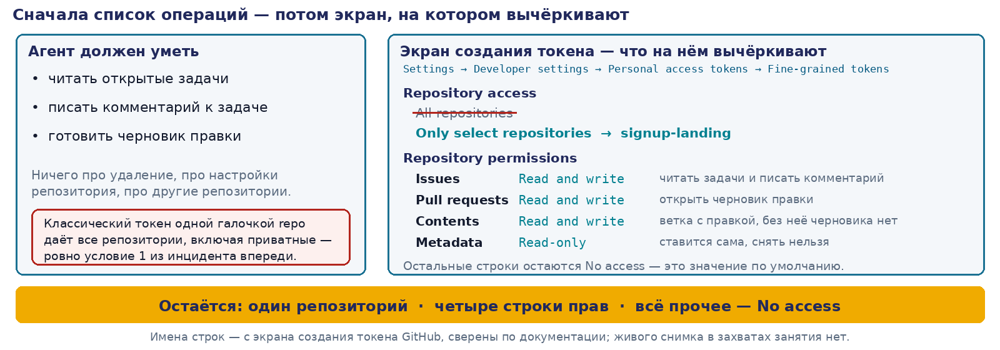 Сначала список операций — потом экран, на котором вычёркивают
Агент должен уметь
• читать открытые задачи
• писать комментарий к задаче
• готовить черновик правки
Ничего про удаление, про настройки
репозитория, про другие репозитории.
Классический токен одной галочкой repo
даёт все репозитории, включая приватные —
ровно условие 1 из инцидента впереди.
Экран создания токена — что на нём вычёркивают
Settings → Developer settings → Personal access tokens → Fine-grained tokens
Repository access
All repositories
Only select repositories → signup-landing
Repository permissions
Issues Read and write читать задачи и писать комментарий
Pull requests Read and write открыть черновик правки
Contents Read and write ветка с правкой, без неё черновика нет
Metadata Read-only ставится сама, снять нельзя
Остальные строки остаются No access — это значение по умолчанию.
Остаётся: один репозиторий · четыре строки прав · всё прочее — No access
Имена строк — с экрана создания токена GitHub, сверены по документации; живого снимка в захватах занятия нет.